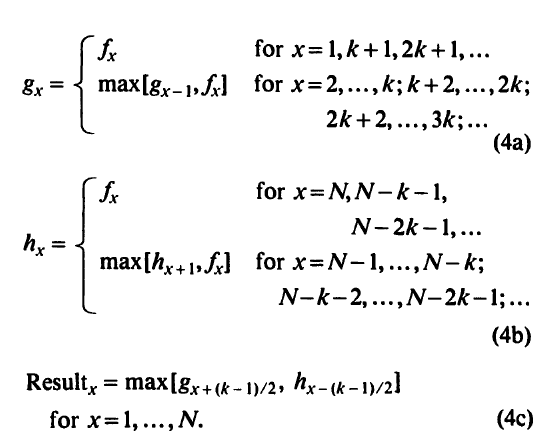 g_x = { f_x for x=1,k+1,2k+1,...
max[g_{x-1},f_x] for x=2,...,k;k+2,...,2k;
2k+2,...,3k;...
(4a)
h_x = { f_x for x=N,N-k-1,
N-2k-1,...
max[h_{x+1},f_x] for x=N-1,...,N-k;
N-k-2,...,N-2k-1;...
(4b)
Result_x = max[g_{x+(k-1)/2}, h_{x-(k-1)/2}]
for x=1,...,N. (4c)